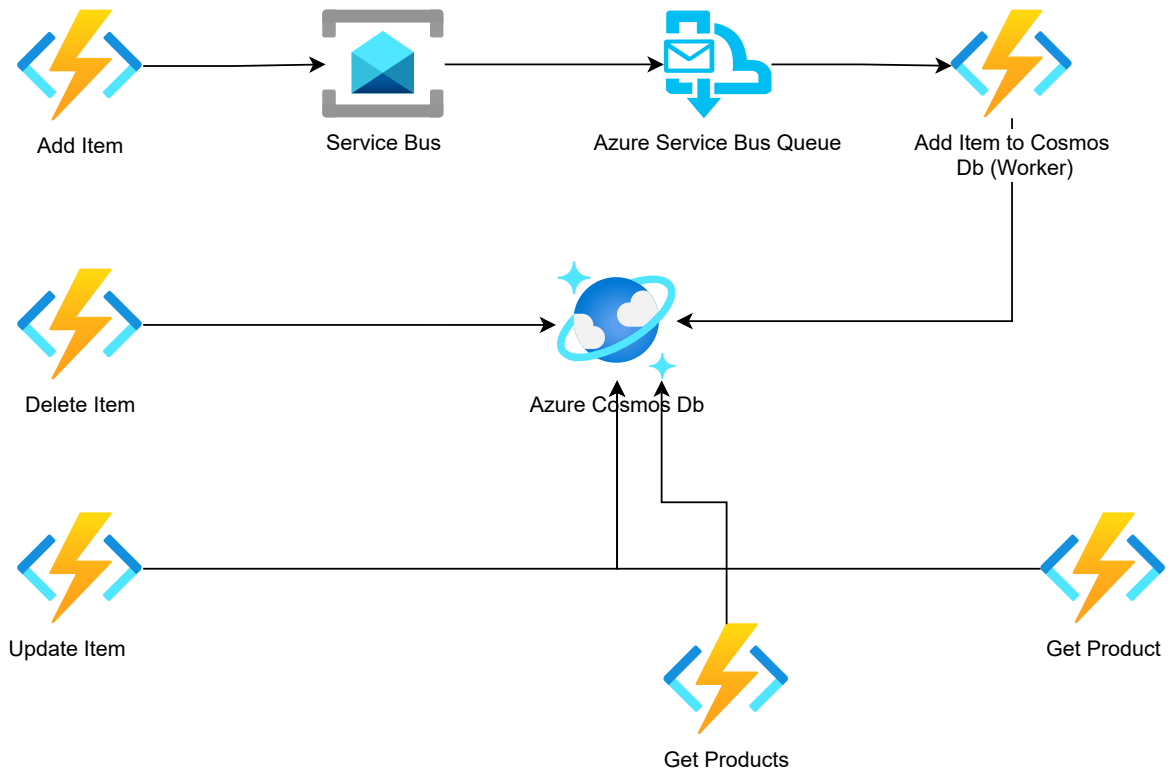 Add Item
Service Bus
Azure Service Bus Queue
Add Item to Cosmos
Db (Worker)
Delete Item
Azure Cosmos Db
Update Item
Get Product
Get Products